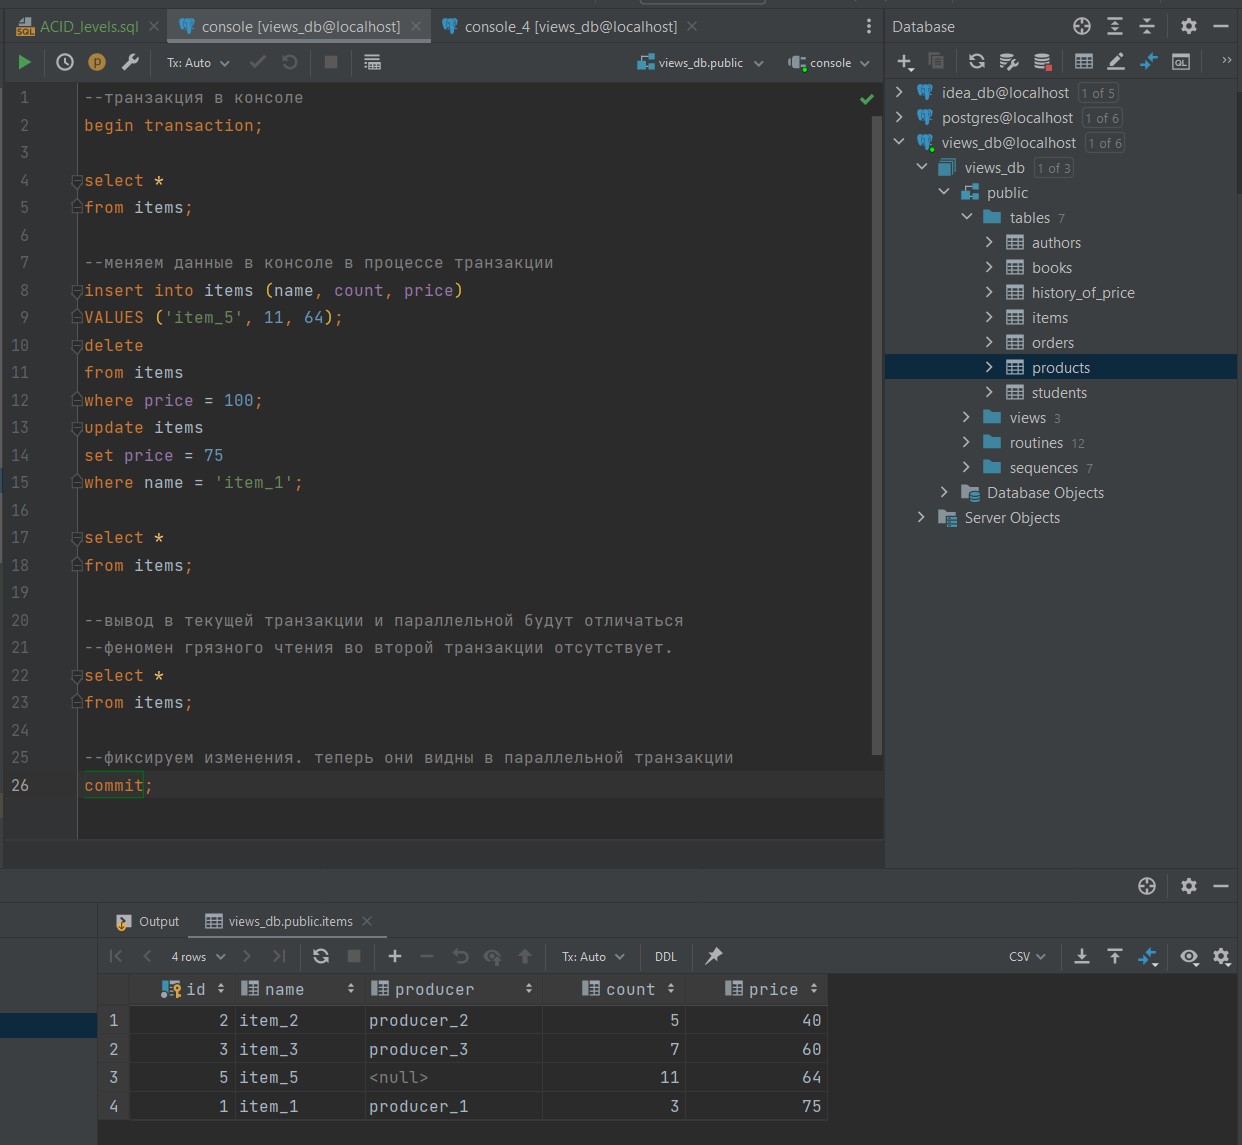 ACID_levels.sql console [views_db@localhost] console_4 [views_db@localhost]
Tx: Auto views_db.public console
1 --транзакция в консоле
2 begin transaction;
3
4 select *
5 from items;
6
7 --меняем данные в консоле в процессе транзакции
8 insert into items (name, count, price)
9 VALUES ('item_5', 11, 64);
10 delete
11 from items
12 where price = 100;
13 update items
14 set price = 75
15 where name = 'item_1';
16
17 select *
18 from items;
19
20 --вывод в текущей транзакции и параллельной будут отличаться
21 --феномен грязного чтения во второй транзакции отсутствует.
22 select *
23 from items;
24
25 --фиксируем изменения. теперь они видны в параллельной транзакции
26 commit;
Database
QL
idea_db@localhost 1 of 5
postgres@localhost 1 of 6
views_db@localhost 1 of 6
views_db 1 of 3
public
tables 7
authors
books
history_of_price
items
orders
products
students
views 3
routines 12
sequences 7
Database Objects
Server Objects
Output views_db.public.items
4 rows Tx: Auto DDL CSV
id name producer count price
1 2 item_2 producer_2 5 40
2 3 item_3 producer_3 7 60
3 5 item_5 <null> 11 64
4 1 item_1 producer_1 3 75